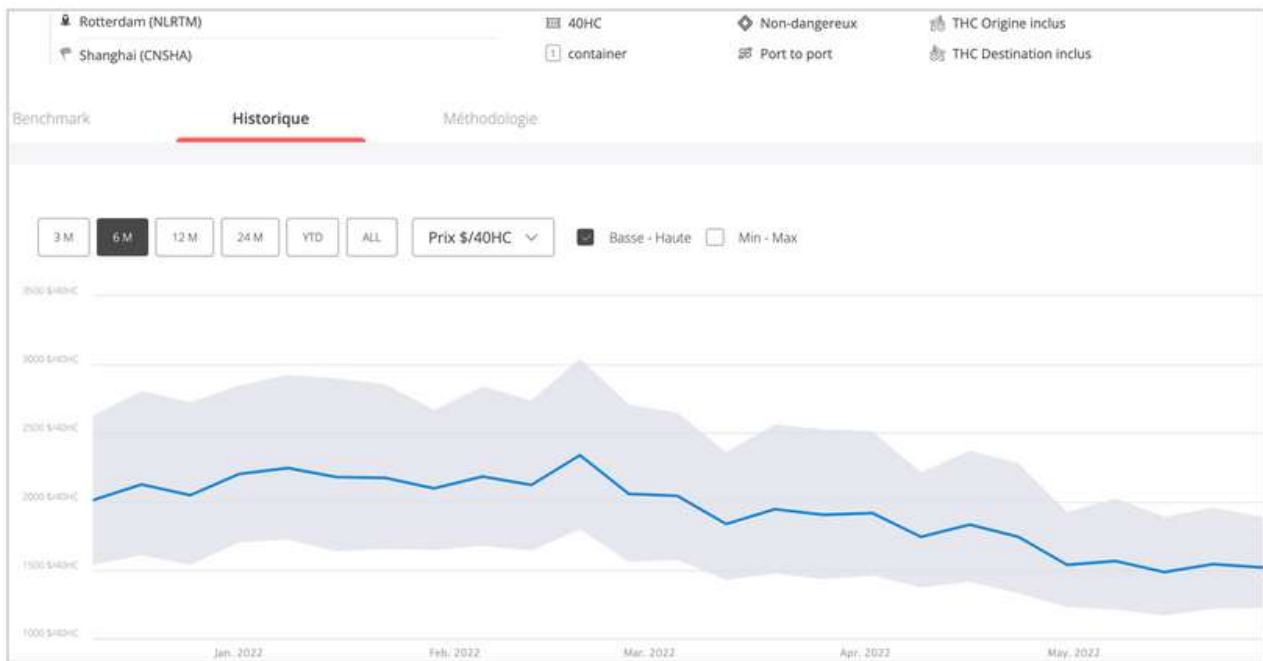 Rotterdam (NLRTM) 40HC Non-dangereux THC Origine inclus
Shanghai (CNSHA) 1 container Port to port THC Destination inclus
Benchmark Historique Méthodologie
3 M 6 M 12 M 24 M YTD ALL Prix $/40HC Basse - Haute Min - Max
3500 $/40HC
3000 $/40HC
2500 $/40HC
2000 $/40HC
1500 $/40HC
1000 $/40HC
Jan. 2022 Feb. 2022 Mar. 2022 Apr. 2022 May. 2022